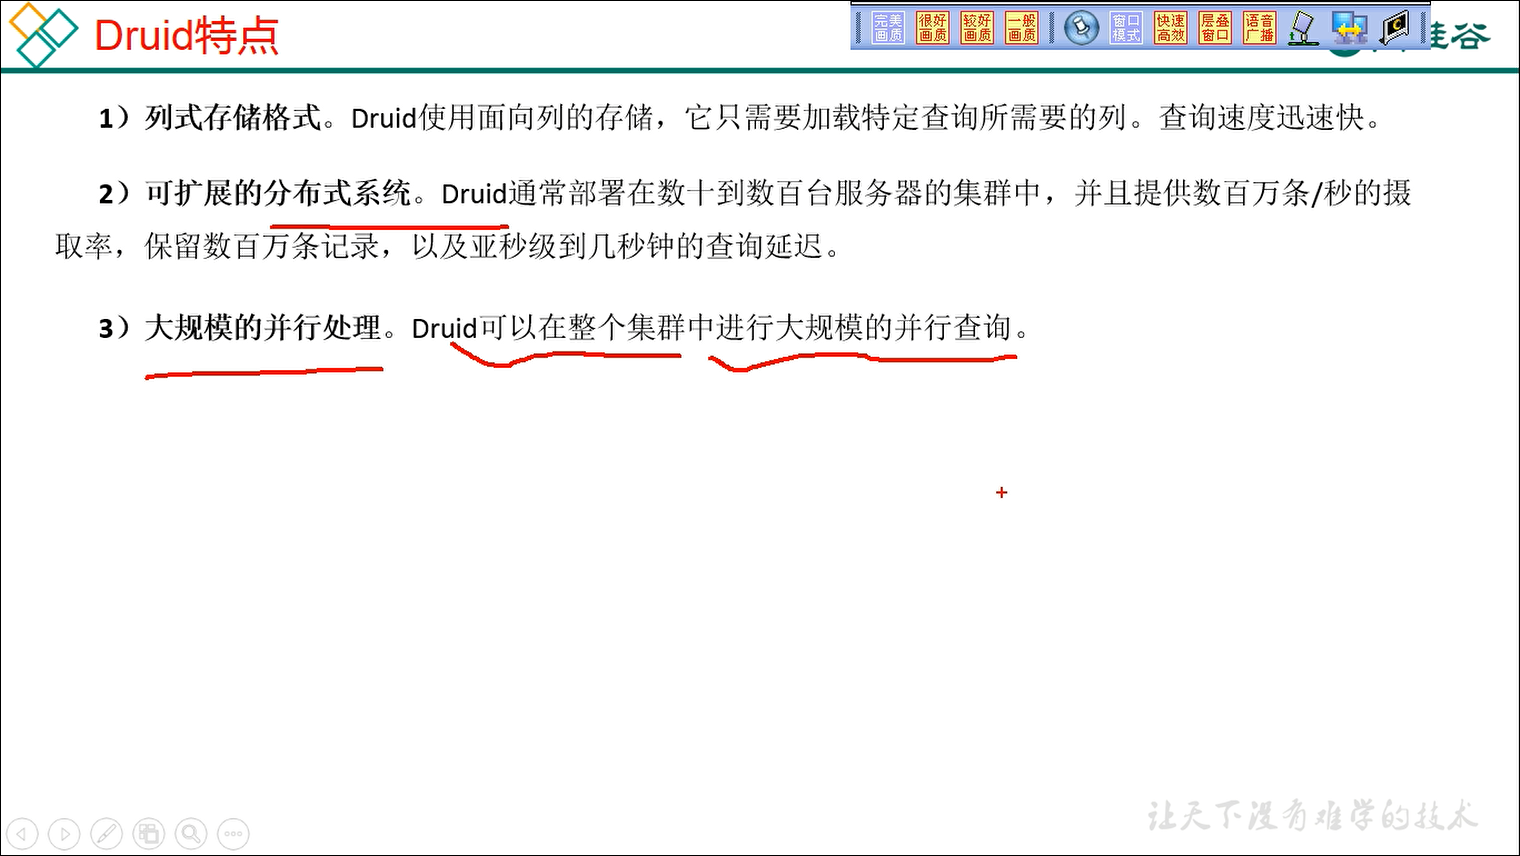 Druid特点
完美画质
很好画质
较好画质
一般画质
窗口模式
快速高效
层叠窗口
语音广播
谷
1）列式存储格式。Druid使用面向列的存储，它只需要加载特定查询所需要的列。查询速度迅速快。
2）可扩展的分布式系统。Druid通常部署在数十到数百台服务器的集群中，并且提供数百万条/秒的摄
取率，保留数百万条记录，以及亚秒级到几秒钟的查询延迟。
3）大规模的并行处理。Druid可以在整个集群中进行大规模的并行查询。
让天下没有难学的技术